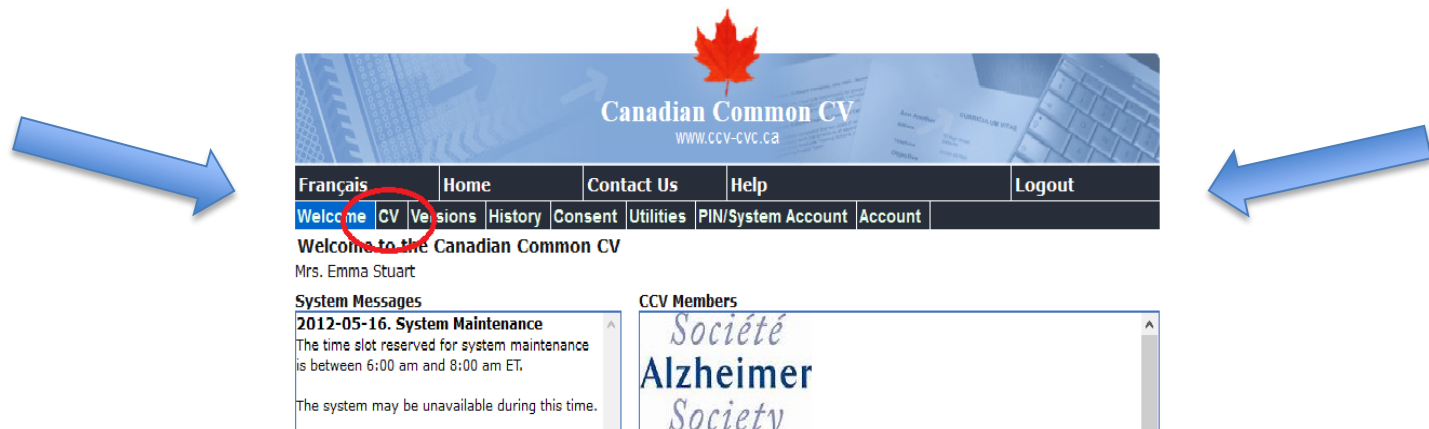 Canadian Common CV
www.ccv-cvc.ca
CURRICULUM VITAE
Français Home Contact Us Help Logout
Welcome CV Versions History Consent Utilities PIN/System Account Account
Welcome to the Canadian Common CV
Mrs. Emma Stuart
System Messages CCV Members
2012-05-16. System Maintenance
The time slot reserved for system maintenance
is between 6:00 am and 8:00 am ET.
The system may be unavailable during this time.
Société
Alzheimer
Society